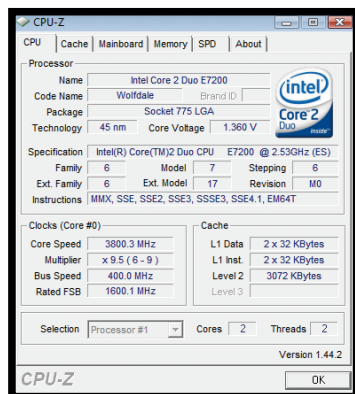 CPU-Z
CPU Cache Mainboard Memory SPD About
Processor
Name Intel Core 2 Duo E7200
Code Name Wolfdale Brand ID
Package Socket 775 LGA
Technology 45 nm Core Voltage 1.360 V
intel
Core 2
Duo inside™
Specification Intel(R) Core(TM)2 Duo CPU E7200 @ 2.53GHz (ES)
Family 6 Model 7 Stepping 6
Ext. Family 6 Ext. Model 17 Revision M0
Instructions MMX, SSE, SSE2, SSE3, SSSE3, SSE4.1, EM64T
Clocks (Core #0) Cache
Core Speed 3800.3 MHz L1 Data 2 x 32 KBytes
Multiplier x 9.5 ( 6 - 9 ) L1 Inst. 2 x 32 KBytes
Bus Speed 400.0 MHz Level 2 3072 KBytes
Rated FSB 1600.1 MHz Level 3
Selection Processor #1 Cores 2 Threads 2
Version 1.44.2
CPU-Z OK